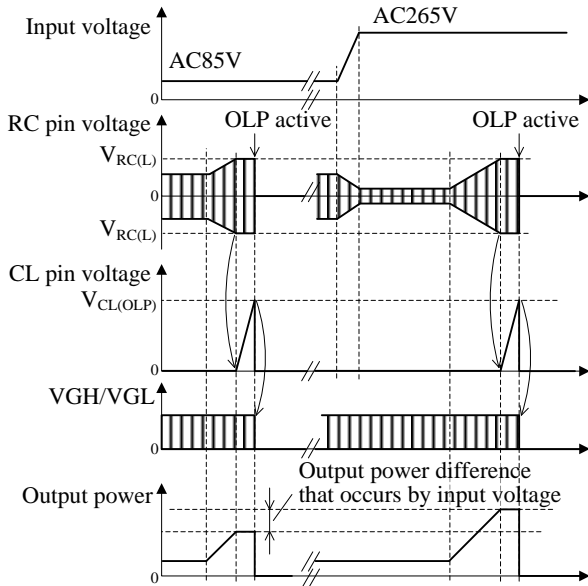 Input voltage
AC85V
AC265V
0
RC pin voltage
OLP active
OLP active
VRC(L)
0
VRC(L)
CL pin voltage
VCL(OLP)
0
VGH/VGL
0
Output power difference
that occurs by input voltage
Output power
0